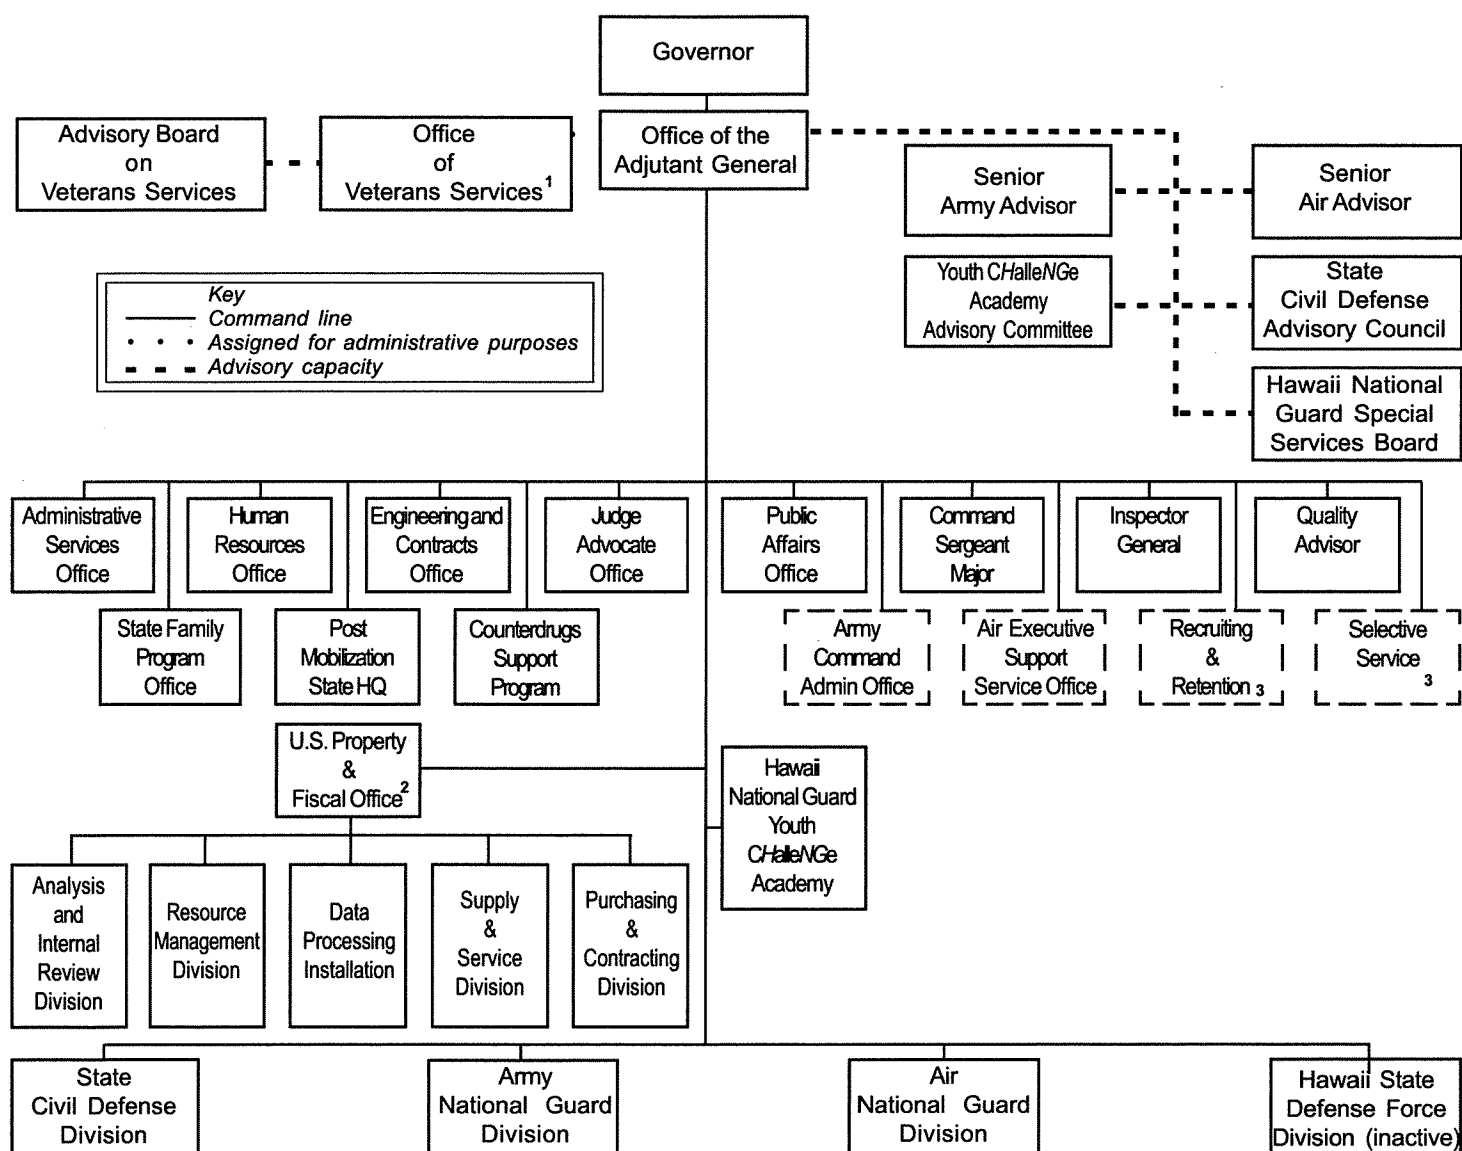 Governor
Office of the
Adjutant General
Advisory Board
on
Veterans Services
Office
of
Veterans Services1
Senior
Army Advisor
Senior
Air Advisor
Youth CHalleNGe
Academy
Advisory Committee
State
Civil Defense
Advisory Council
Hawaii National
Guard Special
Services Board
Key
Command line
Assigned for administrative purposes
Advisory capacity
Administrative
Services
Office
Human
Resources
Office
Engineering and
Contracts
Office
Judge
Advocate
Office
Public
Affairs
Office
Command
Sergeant
Major
Inspector
General
Quality
Advisor
State Family
Program
Office
Post
Mobilization
State HQ
Counterdrugs
Support
Program
Army
Command
Admin Office
Air Executive
Support
Service Office
Recruiting
&
Retention 3
Selective
Service
3
U.S. Property
&
Fiscal Office2
Hawaii
National Guard
Youth
CHalleNGe
Academy
Analysis
and
Internal
Review
Division
Resource
Management
Division
Data
Processing
Installation
Supply
&
Service
Division
Purchasing
&
Contracting
Division
State
Civil Defense
Division
Army
National Guard
Division
Air
National Guard
Division
Hawaii State
Defense Force
Division (inactive)